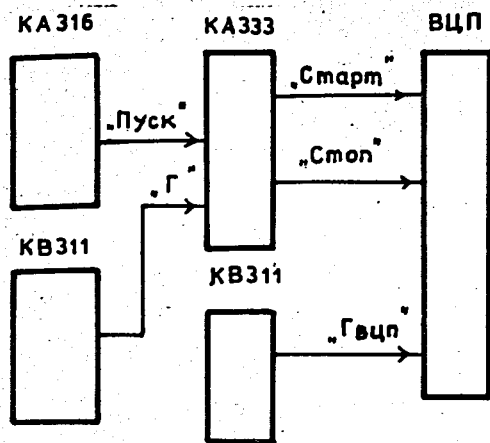 КА316 КА333 ВЦП
„Старт"
„Пуск"
„Стоп"
„Г"
КВ311
КВ311
„Гвцп"